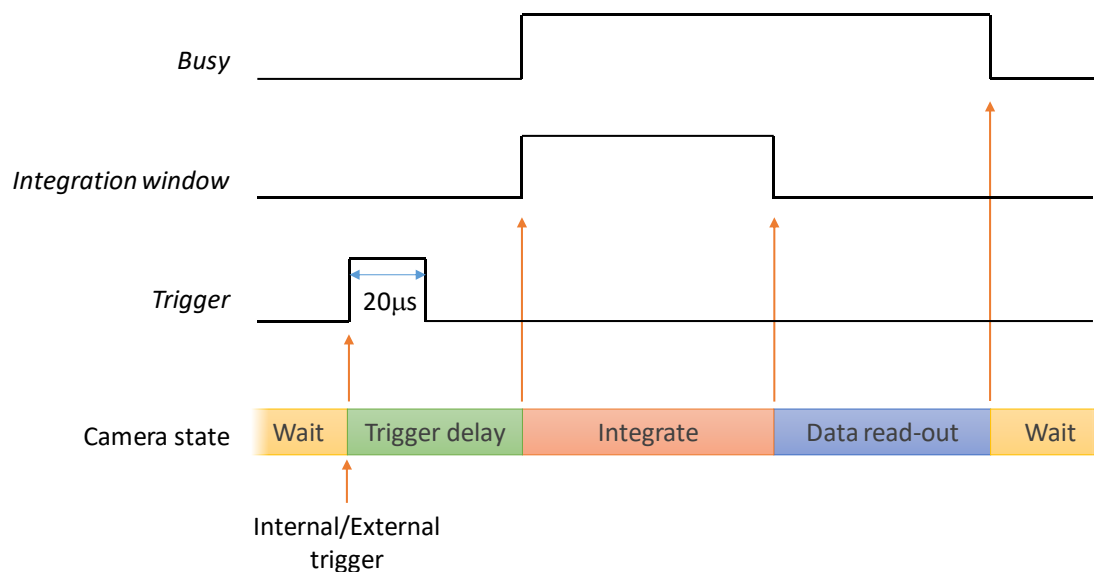 Busy
Integration window
Trigger
20μs
Camera state
Wait
Trigger delay
Integrate
Data read-out
Wait
Internal/External
trigger